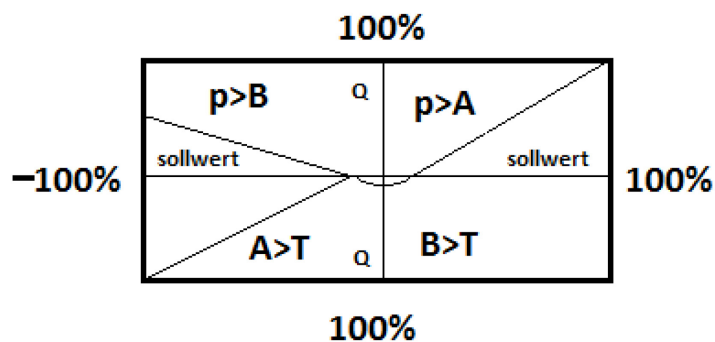 100%
p>B Q p>A
sollwert sollwert
–100% 100%
A>T Q B>T
100%